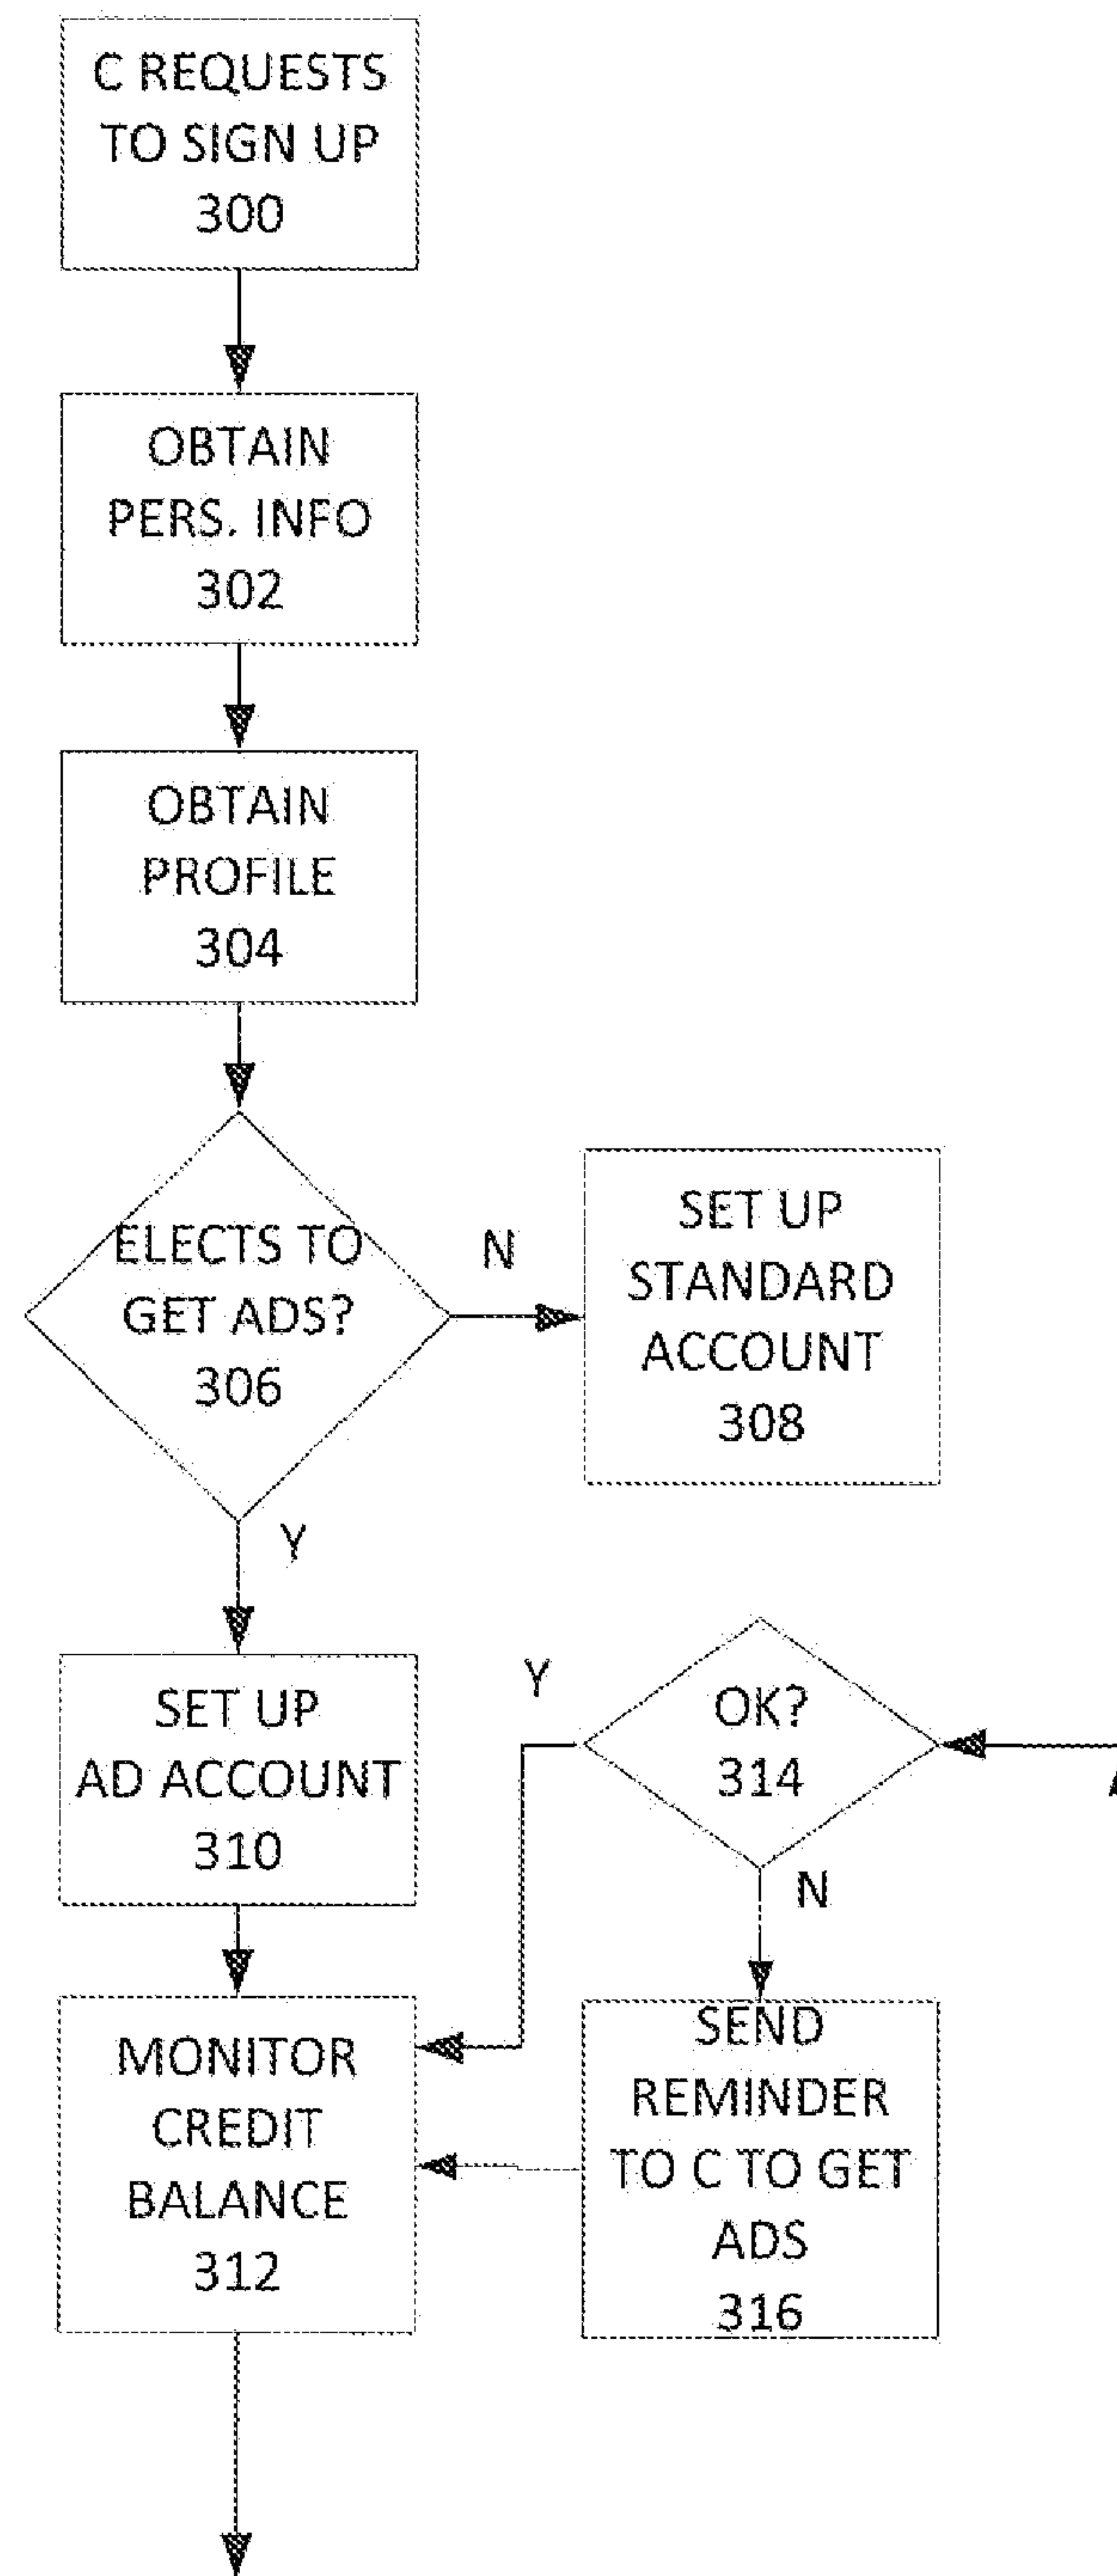 C REQUESTS
TO SIGN UP
300
OBTAIN
PERS. INFO
302
OBTAIN
PROFILE
304
ELECTS TO
GET ADS?
306
N
SET UP
STANDARD
ACCOUNT
308
Y
SET UP
AD ACCOUNT
310
Y
OK?
314
N
MONITOR
CREDIT
BALANCE
312
SEND
REMINDER
TO C TO GET
ADS
316